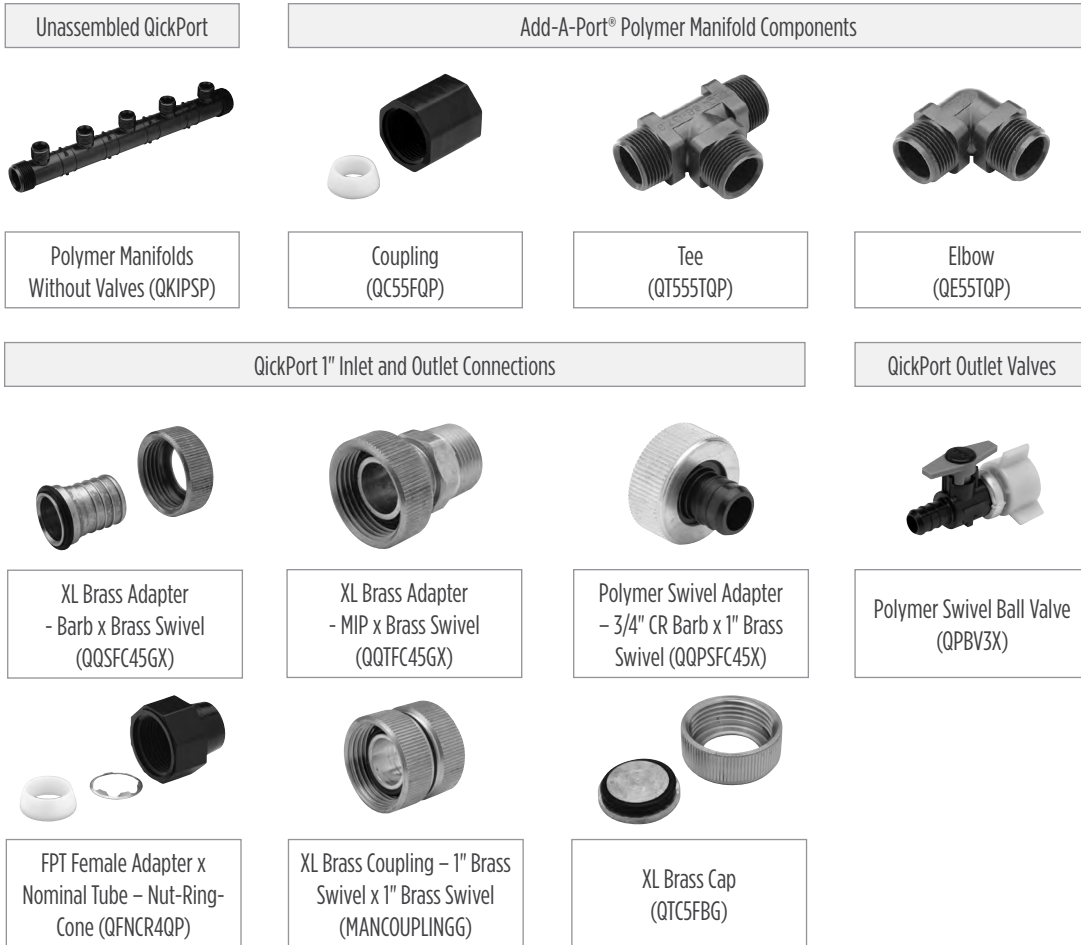 Unassembled QickPort
Add-A-Port® Polymer Manifold Components
Polymer Manifolds
Without Valves (QKIPSP)
Coupling
(QC55FQP)
Tee
(QT555TQP)
Elbow
(QE55TQP)
QickPort 1" Inlet and Outlet Connections
QickPort Outlet Valves
XL Brass Adapter
- Barb x Brass Swivel
(QQSFC45GX)
XL Brass Adapter
- MIP x Brass Swivel
(QQTFC45GX)
Polymer Swivel Adapter
– 3/4" CR Barb x 1" Brass
Swivel (QQPSFC45X)
Polymer Swivel Ball Valve
(QPBV3X)
FPT Female Adapter x
Nominal Tube – Nut-Ring-
Cone (QFNCR4QP)
XL Brass Coupling – 1" Brass
Swivel x 1" Brass Swivel
(MANCOUPLINGG)
XL Brass Cap
(QTC5FBG)